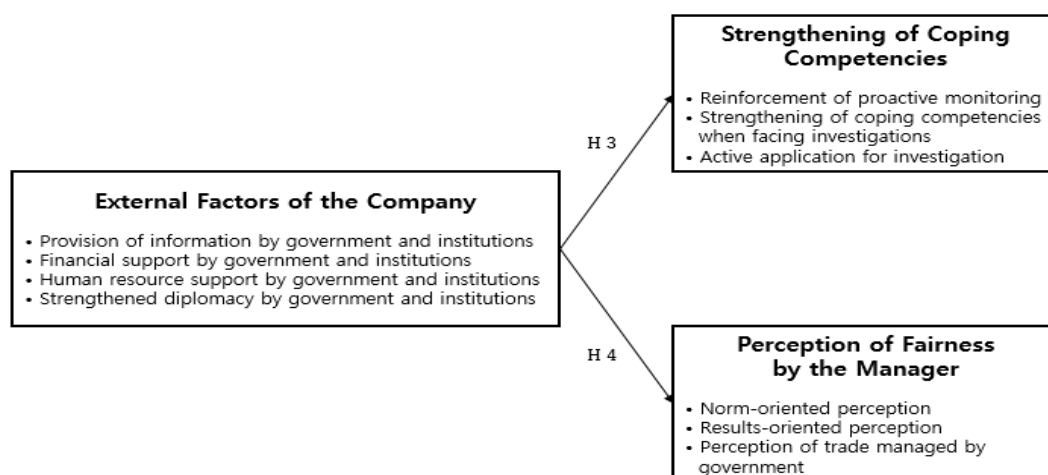 Strengthening of Coping
Competencies
• Reinforcement of proactive monitoring
• Strengthening of coping competencies
when facing investigations
• Active application for investigation
H 3
External Factors of the Company
• Provision of information by government and institutions
• Financial support by government and institutions
• Human resource support by government and institutions
• Strengthened diplomacy by government and institutions
H 4
Perception of Fairness
by the Manager
• Norm-oriented perception
• Results-oriented perception
• Perception of trade managed by
government